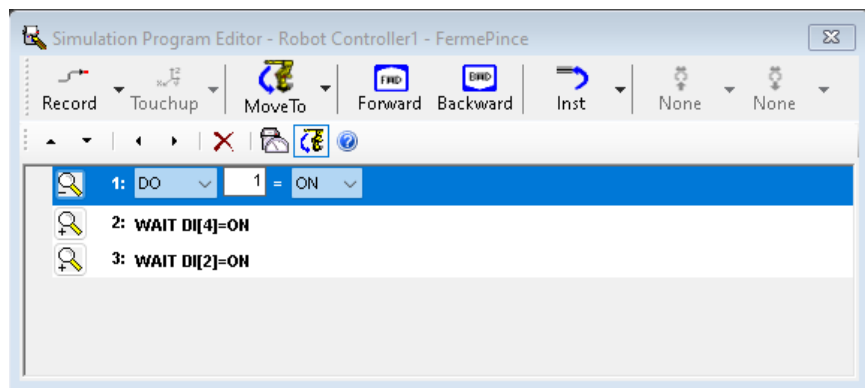 Simulation Program Editor - Robot Controller1 - FermePince
Record Touchup MoveTo FWD Forward BWD Backward Inst None None
1: DO 1 = ON
2: WAIT DI[4]=ON
3: WAIT DI[2]=ON